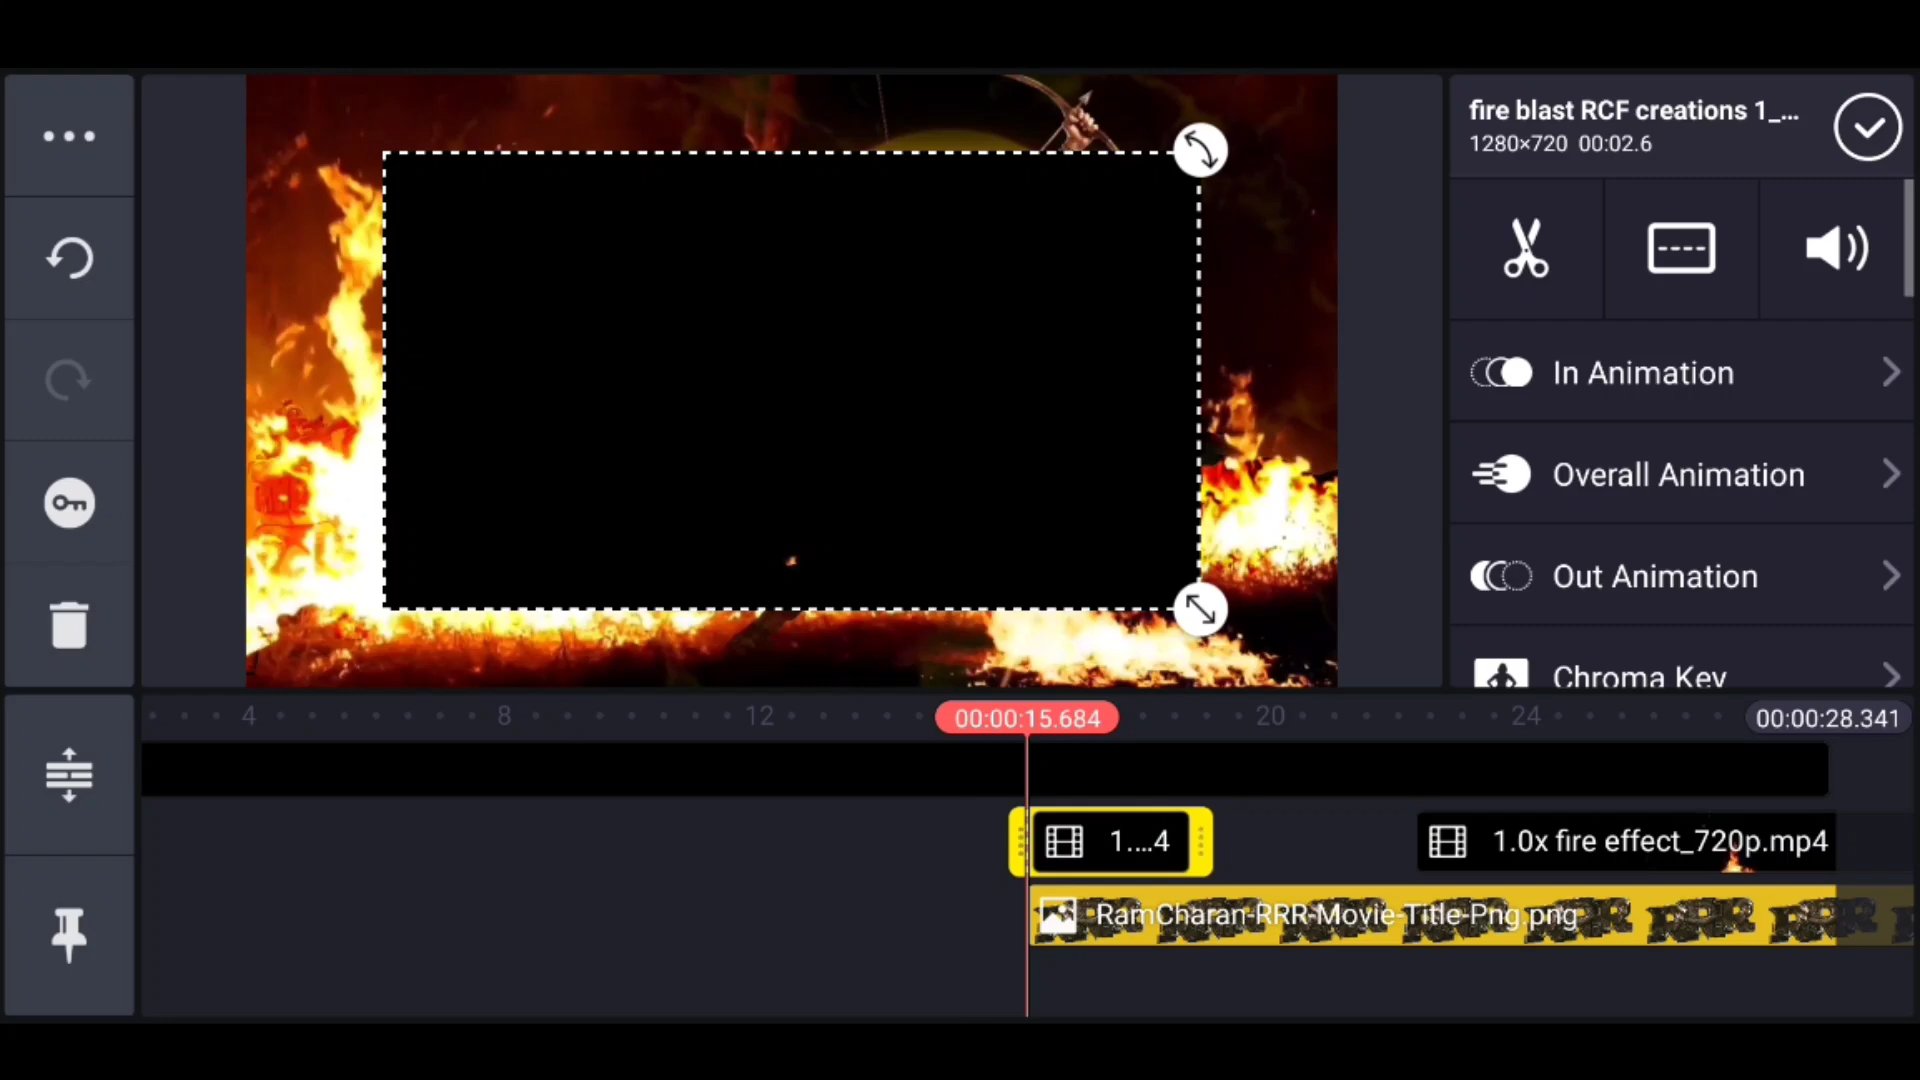 fire blast RCF creations 1_...
1280×720 00:02.6
In Animation
Overall Animation
Out Animation
Chroma Key
4 8 12 00:00:15.684 20 24 00:00:28.341
1....4
1.0x fire effect_720p.mp4
RamCharan-RRR-Movie-Title-Png.png